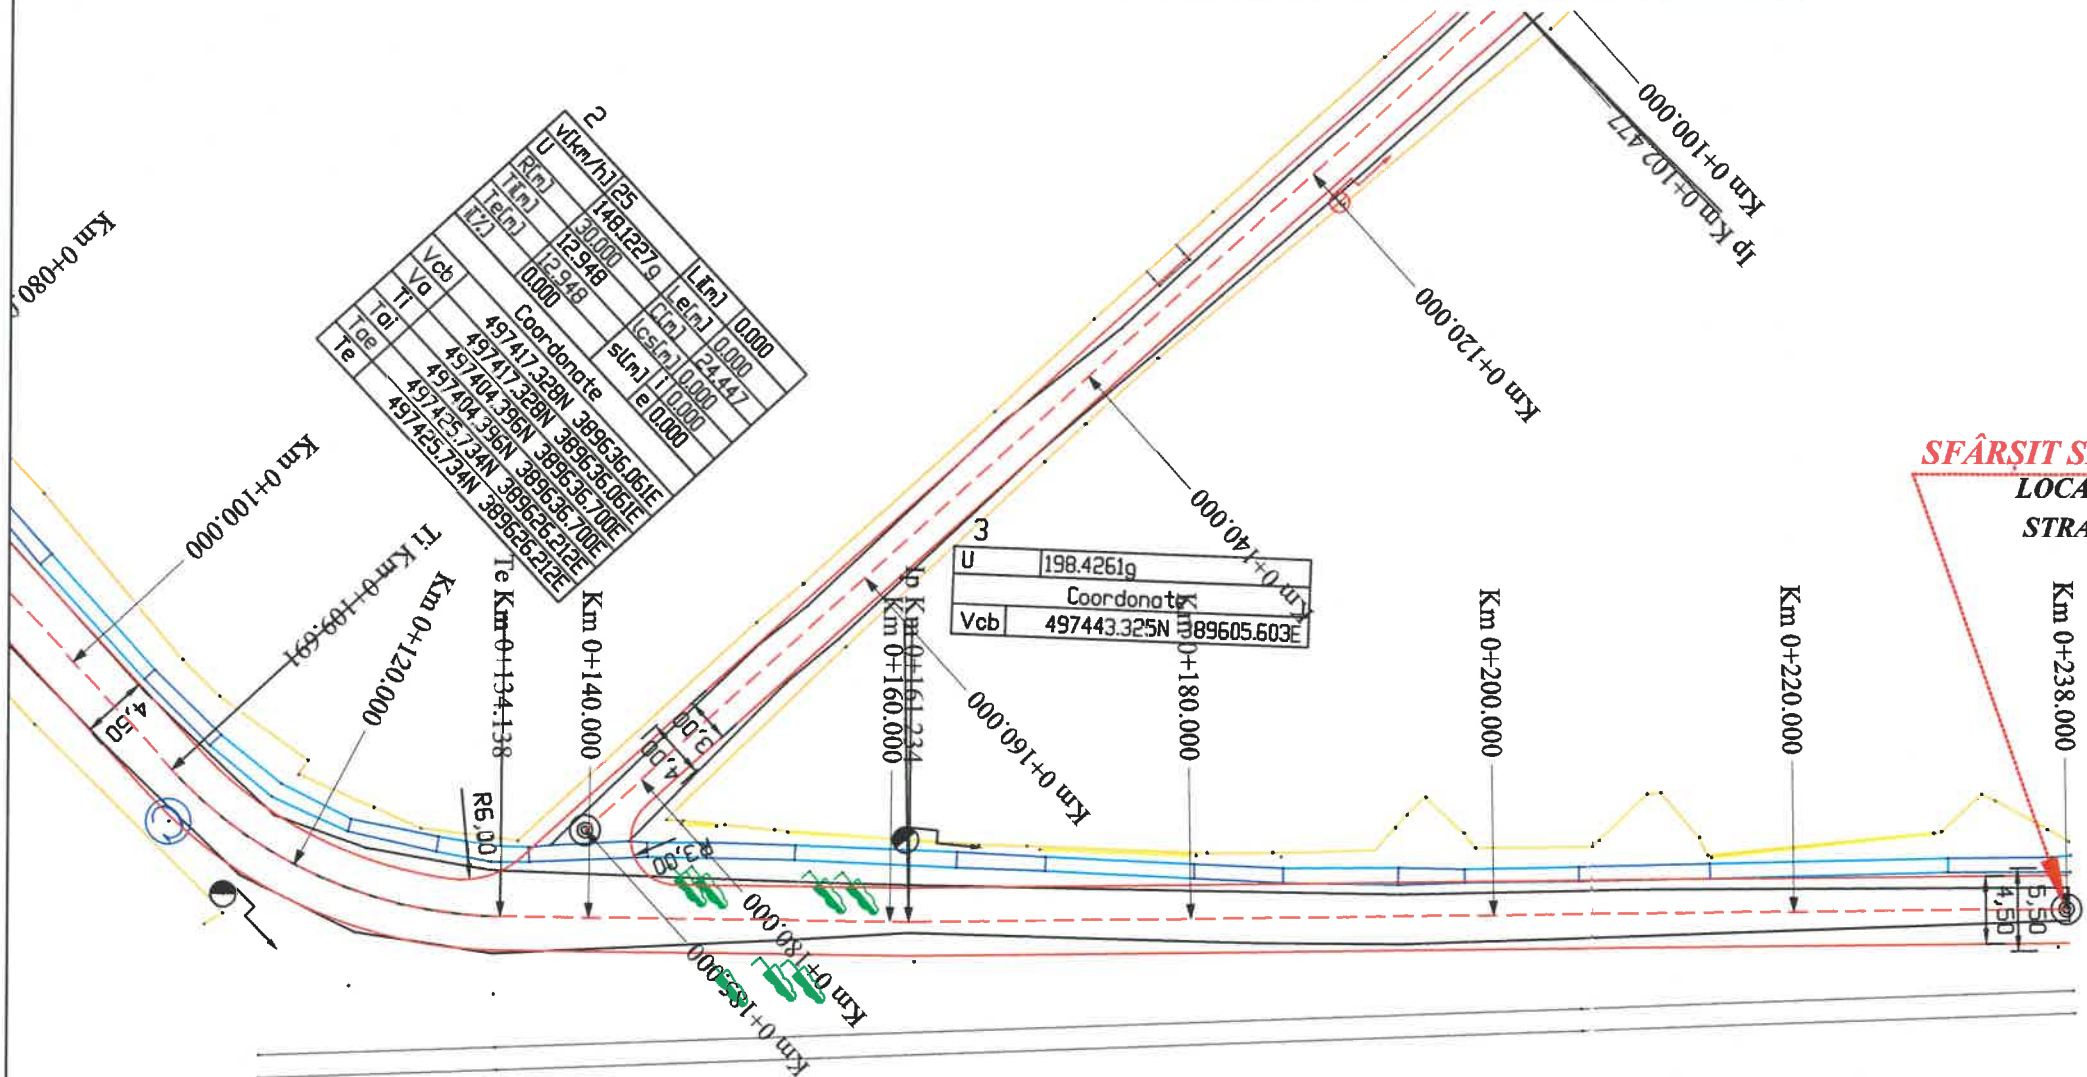 Km 0+080.0
Km 0+100.000
Ti Km 0+109.691
Km 0+120.000
Te Km 0+134.138
Km 0+140.000
Km 0+160.000
Ip Km 0+161.234
Km 0+180.000
Km 0+200.000
Km 0+220.000
Km 0+238.000
2
v[km/h] 25
U 148.1227g Li[m] 0.000
R[m] 30.000 Le[m] 0.000
Ti[m] 12.948 C[m] 24.447
Te[m] 12.948 lcs[m] 0.000
i[%] 0.000 sl[m] i 0.000
e 0.000
Coordonate
Vcb 497417.328N 389636.061E
Va 497417.328N 389636.061E
Ti 497404.396N 389636.700E
Tai 497404.396N 389636.700E
Tae 497425.734N 389626.212E
Te 497425.734N 389626.212E
3
U 198.4261g
Coordonate
Vcb 497443.325N 389605.603E
Km 0+100.000
Ip Km 0+102.477
Km 0+120.000
Km 0+140.000
Km 0+160.000
Km 0+180.000
Km 0+185.095
4,50
R6,00
3,00
4,00
R3,00
5,50
4,50
SFÂRȘIT S
LOCA
STRA